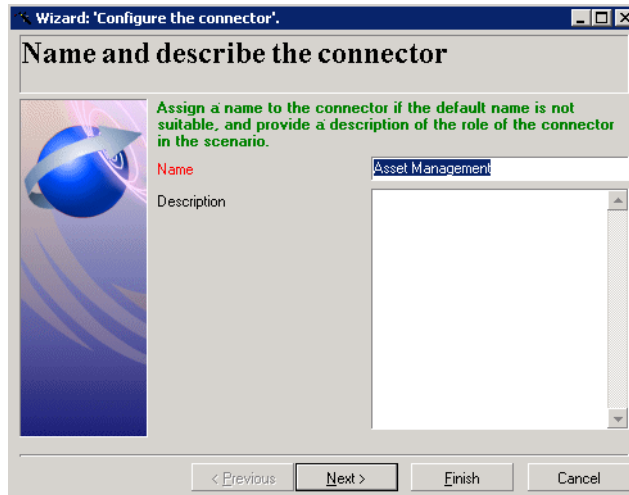 Wizard: 'Configure the connector'.
Name and describe the connector
Assign a name to the connector if the default name is not
suitable, and provide a description of the role of the connector
in the scenario.
Name
Asset Management
Description
< Previous
Next >
Finish
Cancel